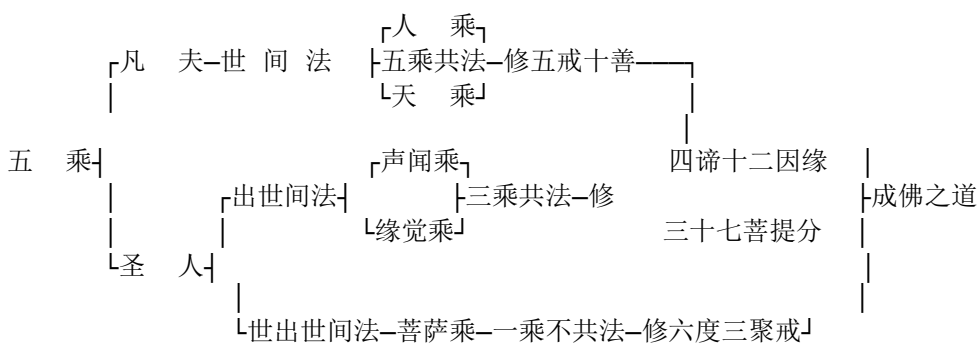 ┌人　乘┐
┌凡　夫─世 间 法　├五乘共法─修五戒十善──┐
│　└天　乘┘　│
│
五　乘┤　┌声闻乘┐　四谛十二因缘　│
│　┌出世间法┤　├三乘共法─修　├成佛之道
│　│　└缘觉乘┘　三十七菩提分　│
└圣　人┤　│
│　│
└世出世间法─菩萨乘─一乘不共法─修六度三聚戒┘